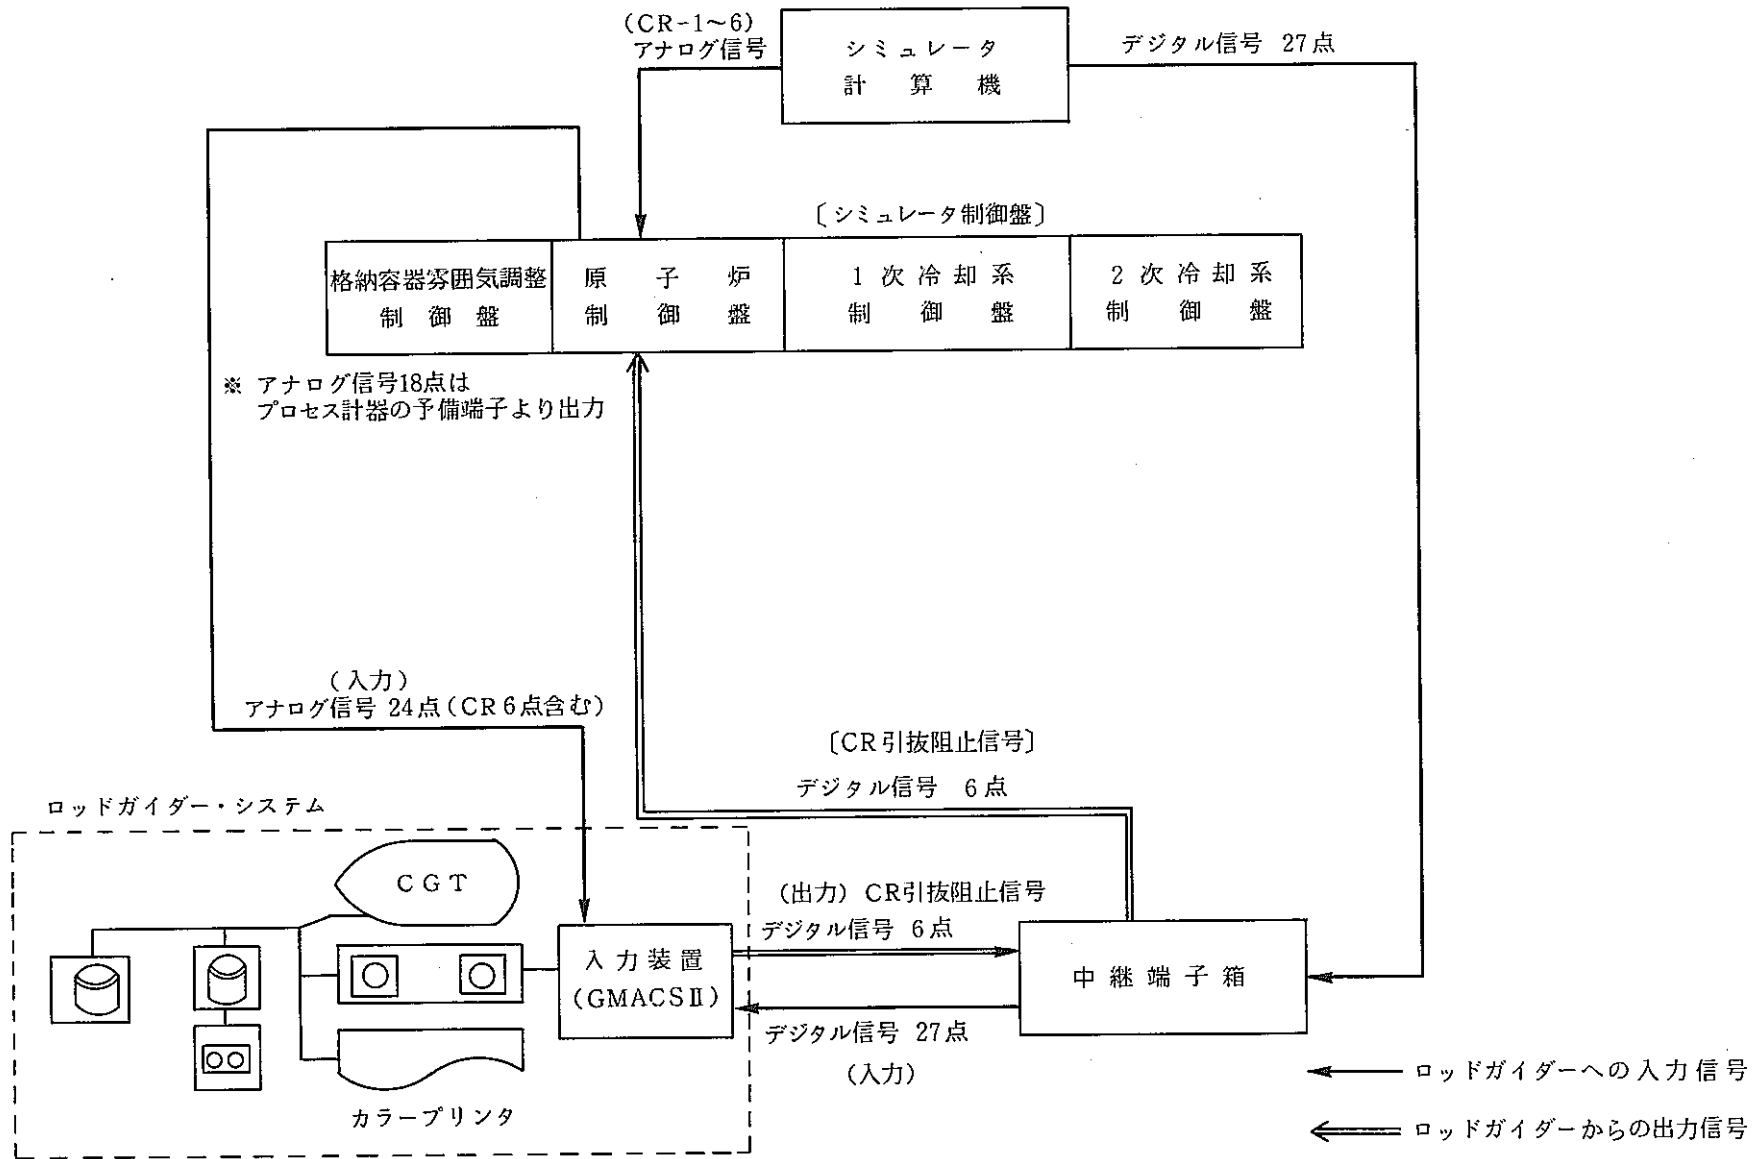 (CR-1～6)
アナログ信号
シミュレータ
計算機
デジタル信号 27点
〔シミュレータ制御盤〕
格納容器雰囲気調整
制御盤
原子炉
制御盤
1次冷却系
制御盤
2次冷却系
制御盤
※ アナログ信号18点は
プロセス計器の予備端子より出力
(入力)
アナログ信号 24点(CR6点含む)
〔CR引抜阻止信号〕
デジタル信号 6点
ロッドガイダー・システム
CGT
(出力) CR引抜阻止信号
デジタル信号 6点
入力装置
(GMACSⅡ)
中継端子箱
デジタル信号 27点
(入力)
カラープリンタ
ロッドガイダーへの入力信号
ロッドガイダーからの出力信号